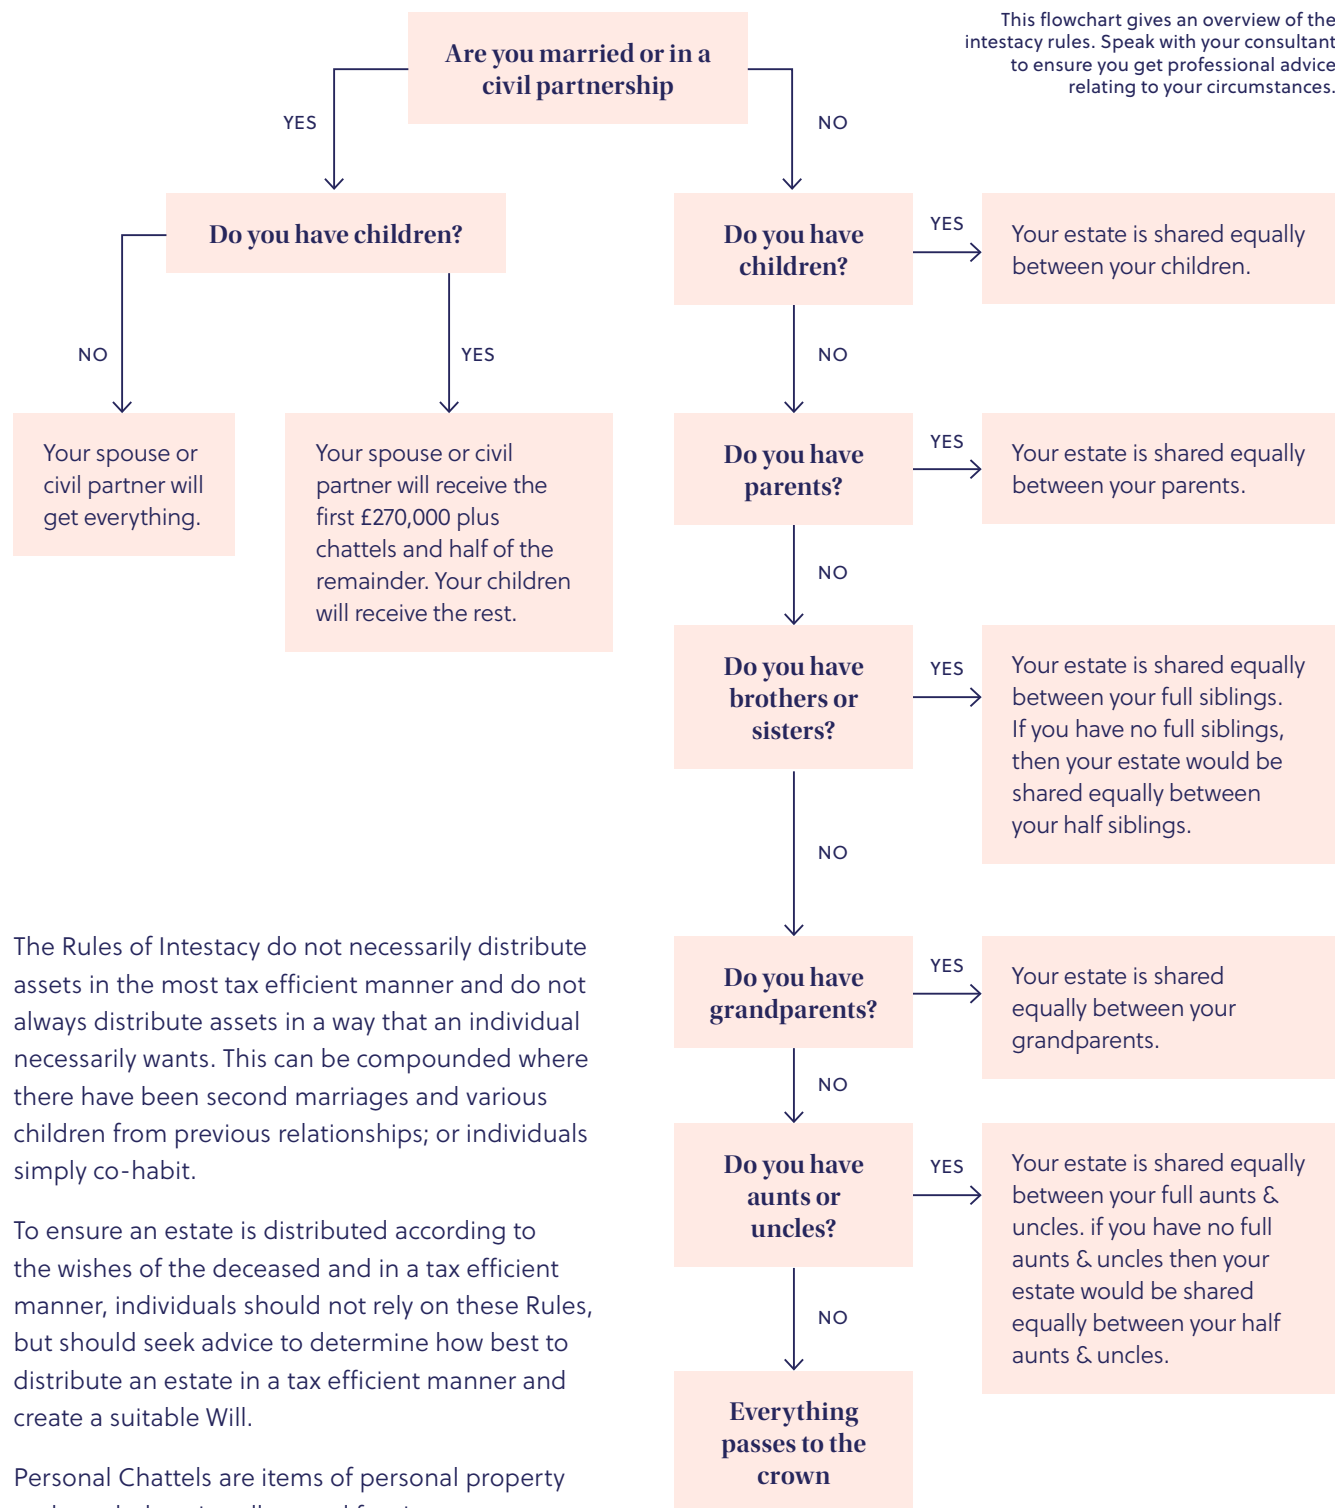 This flowchart gives an overview of the
intestacy rules. Speak with your consultant
to ensure you get professional advice
relating to your circumstances.
Are you married or in a
civil partnership
YES
NO
Do you have children?
NO
YES
Your spouse or
civil partner will
get everything.
Your spouse or civil
partner will receive the
first £270,000 plus
chattels and half of the
remainder. Your children
will receive the rest.
Do you have
children?
YES
Your estate is shared equally
between your children.
NO
Do you have
parents?
YES
Your estate is shared equally
between your parents.
NO
Do you have
brothers or
sisters?
YES
Your estate is shared equally
between your full siblings.
If you have no full siblings,
then your estate would be
shared equally between
your half siblings.
NO
Do you have
grandparents?
YES
Your estate is shared
equally between your
grandparents.
NO
Do you have
aunts or
uncles?
YES
Your estate is shared equally
between your full aunts &
uncles. if you have no full
aunts & uncles then your
estate would be shared
equally between your half
aunts & uncles.
NO
Everything
passes to the
crown
The Rules of Intestacy do not necessarily distribute
assets in the most tax efficient manner and do not
always distribute assets in a way that an individual
necessarily wants. This can be compounded where
there have been second marriages and various
children from previous relationships; or individuals
simply co-habit.
To ensure an estate is distributed according to
the wishes of the deceased and in a tax efficient
manner, individuals should not rely on these Rules,
but should seek advice to determine how best to
distribute an estate in a tax efficient manner and
create a suitable Will.
Personal Chattels are items of personal property